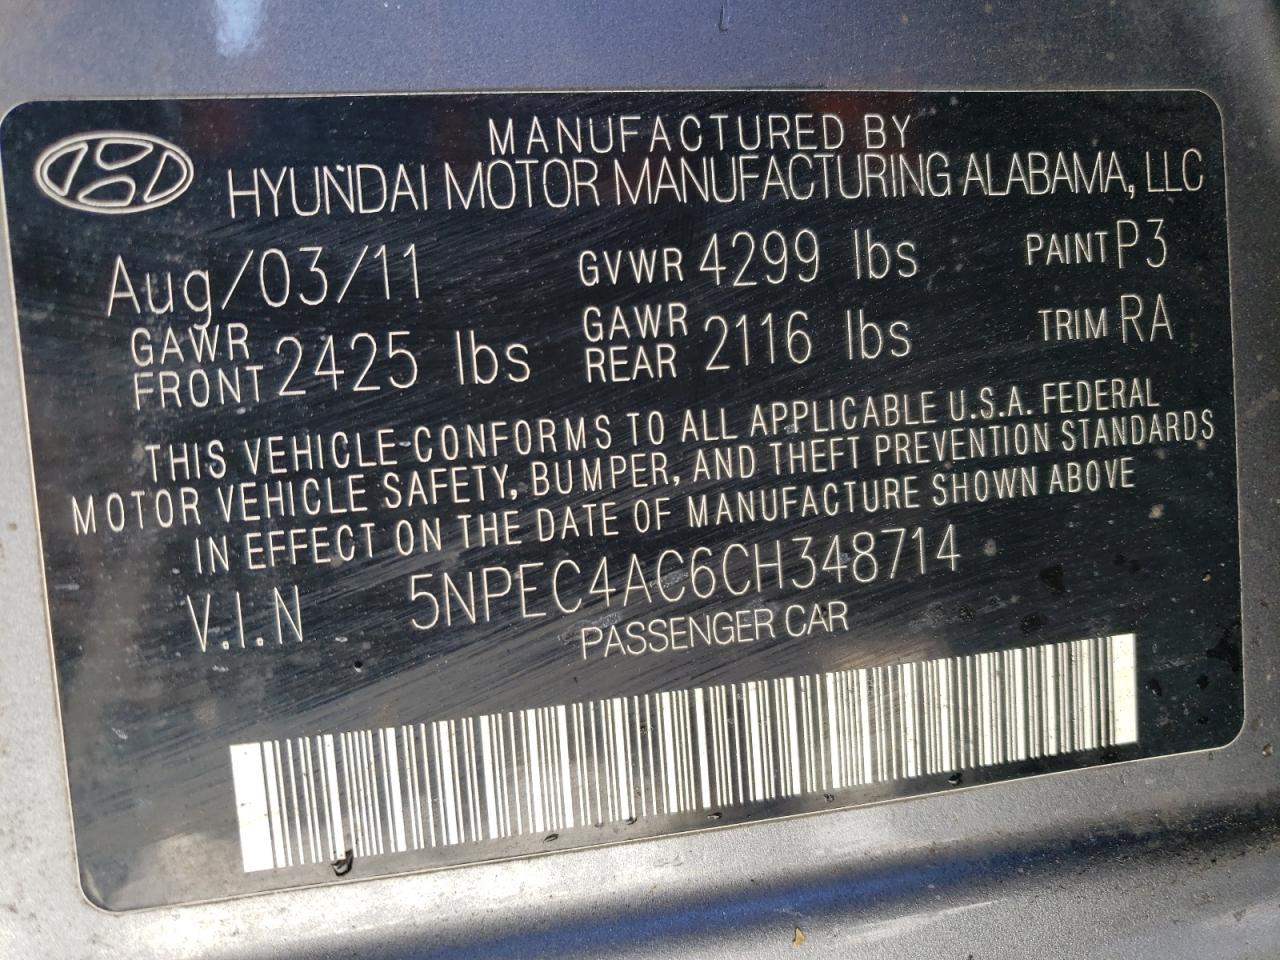 MANUFACTURED BY
HYUNDAI MOTOR MANUFACTURING ALABAMA, LLC
Aug/03/11 GVWR 4299 lbs PAINT P3
GAWR FRONT 2425 lbs GAWR REAR 2116 lbs TRIM RA
THIS VEHICLE CONFORMS TO ALL APPLICABLE U.S.A. FEDERAL
MOTOR VEHICLE SAFETY, BUMPER, AND THEFT PREVENTION STANDARDS
IN EFFECT ON THE DATE OF MANUFACTURE SHOWN ABOVE
V.I.N 5NPEC4AC6CH348714
PASSENGER CAR